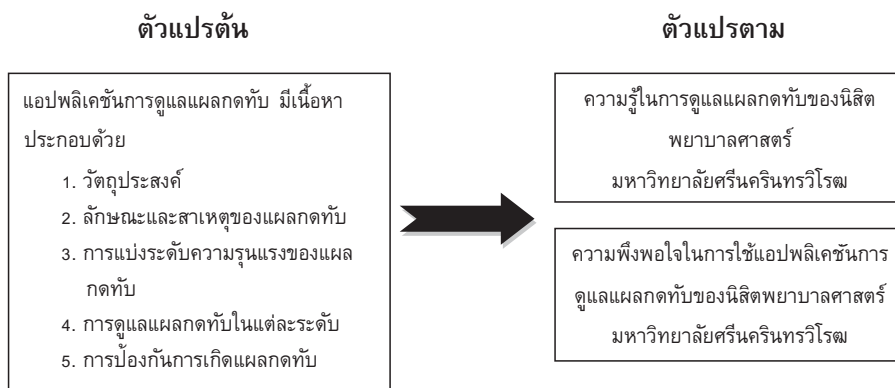 ตัวแปรต้น
แอปพลิเคชันการดูแลแผลกดทับ มีเนื้อหา
ประกอบด้วย
1. วัตถุประสงค์
2. ลักษณะและสาเหตุของแผลกดทับ
3. การแบ่งระดับความรุนแรงของแผล
กดทับ
4. การดูแลแผลกดทับในแต่ละระดับ
5. การป้องกันการเกิดแผลกดทับ
ตัวแปรตาม
ความรู้ในการดูแลแผลกดทับของนิสิต
พยาบาลศาสตร์
มหาวิทยาลัยศรีนครินทรวิโรฒ
ความพึงพอใจในการใช้แอปพลิเคชันการ
ดูแลแผลกดทับของนิสิตพยาบาลศาสตร์
มหาวิทยาลัยศรีนครินทรวิโรฒ